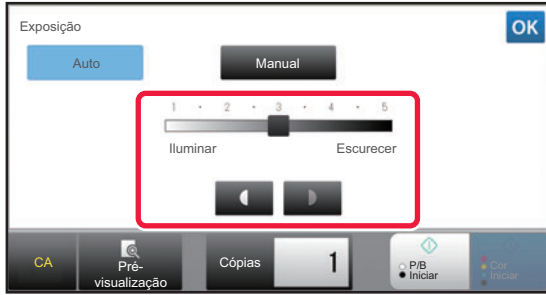 Exposição
OK
Auto
Manual
1 · 2 · 3 · 4 · 5
Iluminar
Escurecer
CA
Pré-
visualização
Cópias
1
P/B
Iniciar
Cor
Iniciar